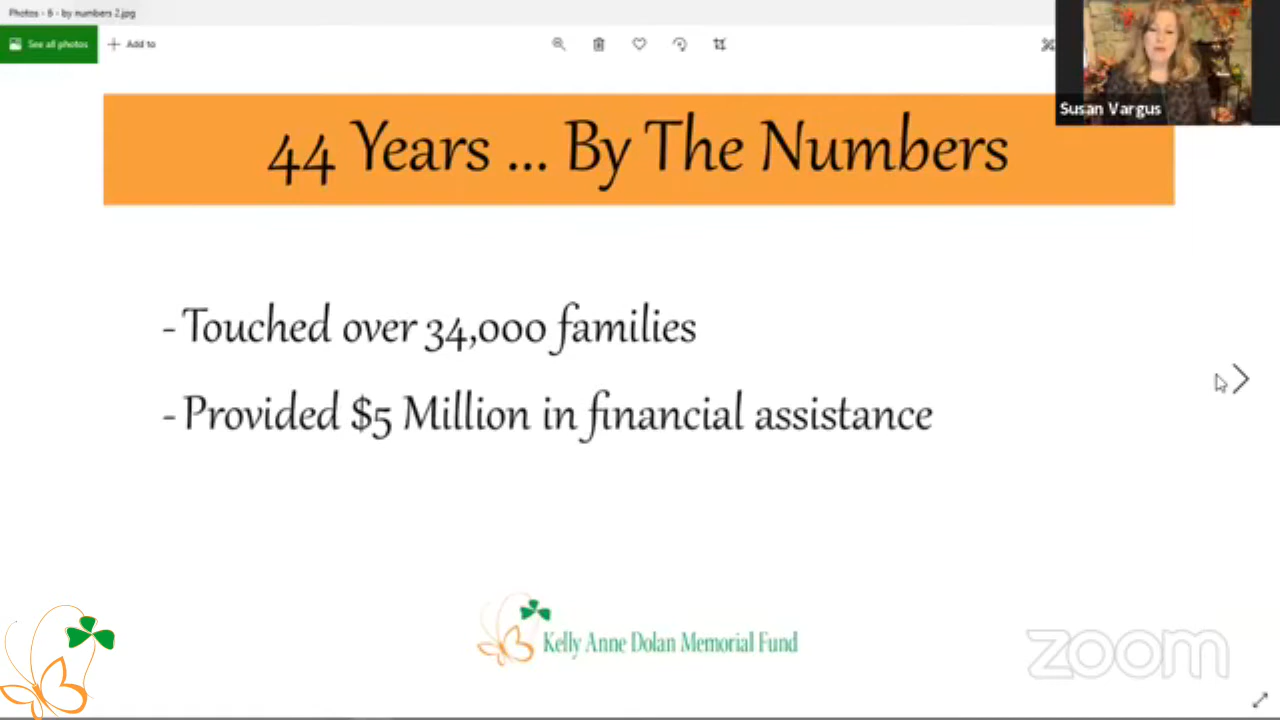 Photos - 6 - by numbers 2.jpg
See all photos
Add to
Susan Vargus
44 Years ... By The Numbers
- Touched over 34,000 families
- Provided $5 Million in financial assistance
Kelly Anne Dolan Memorial Fund
zoom